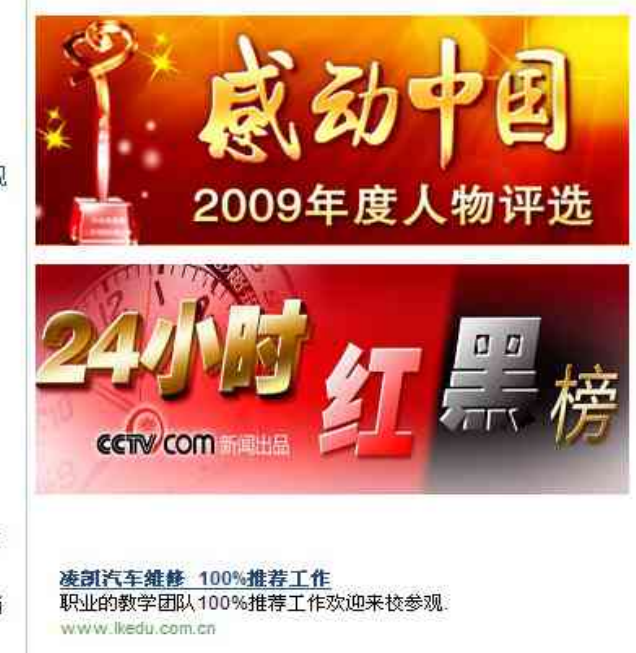 感动中国
2009年度人物评选
24小时
红黑榜
CCTV.com 新闻出品
凌凯汽车维修 100%推荐工作
职业的教学团队100%推荐工作欢迎来校参观.
www.lkedu.com.cn